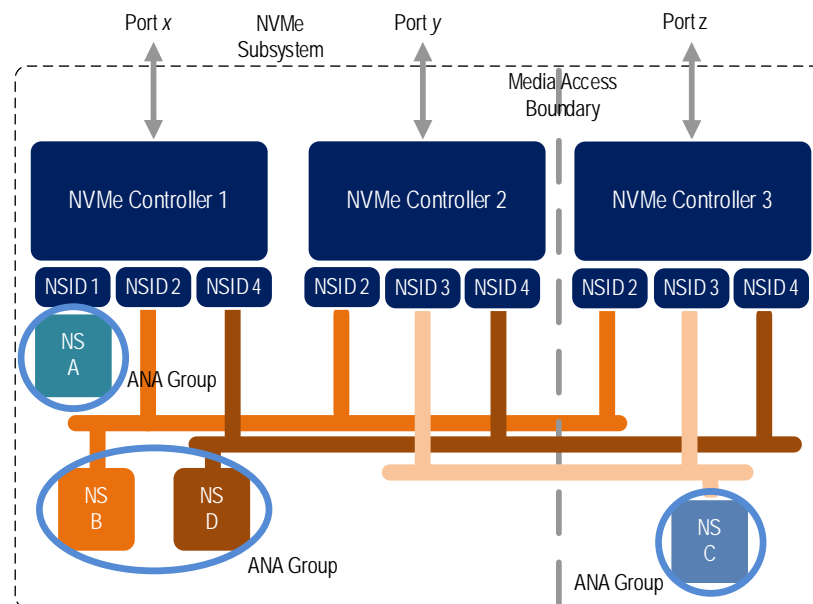 Port x
NVMe
Subsystem
Port y
Port z
Media Access
Boundary
NVMe Controller 1
NVMe Controller 2
NVMe Controller 3
NSID 1
NSID 2
NSID 4
NSID 2
NSID 3
NSID 4
NSID 2
NSID 3
NSID 4
NS
A
ANA Group
NS
B
NS
D
ANA Group
NS
C
ANA Group